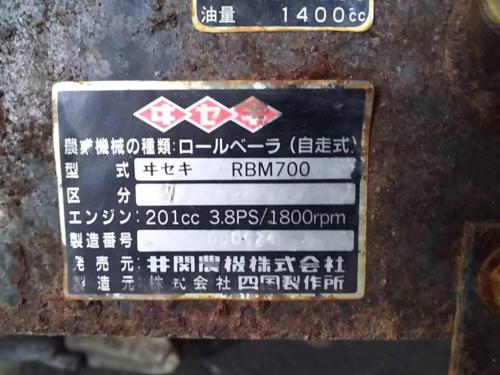 油量 1400cc
ヰセキ
農業機械の種類:ロールベーラ(自走式)
型式 ヰセキ RBM700
区分
エンジン:201cc 3.8PS/1800rpm
製造番号
発売元:井関農機株式会社
製造元:株式会社四国製作所